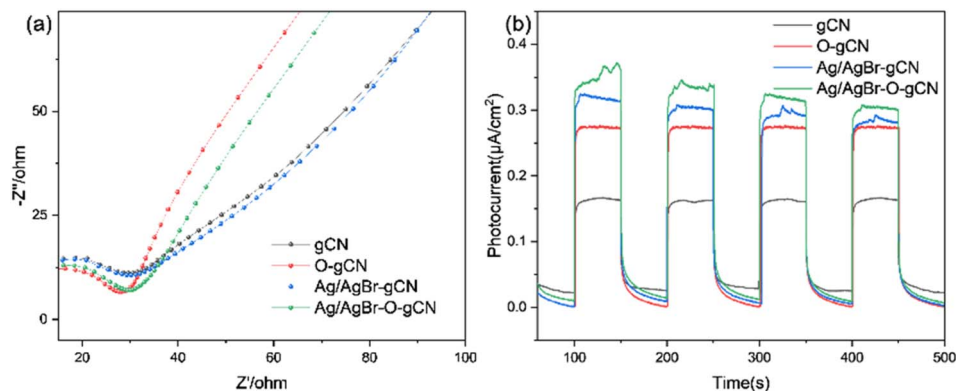 (a)
-Z''/ohm
50
25
0
gCN
O-gCN
Ag/AgBr-gCN
Ag/AgBr-O-gCN
20 40 60 80 100
Z'/ohm
(b)
Photocurrent(μA/cm²)
0.4
0.3
0.2
0.1
0.0
gCN
O-gCN
Ag/AgBr-gCN
Ag/AgBr-O-gCN
100 200 300 400 500
Time(s)